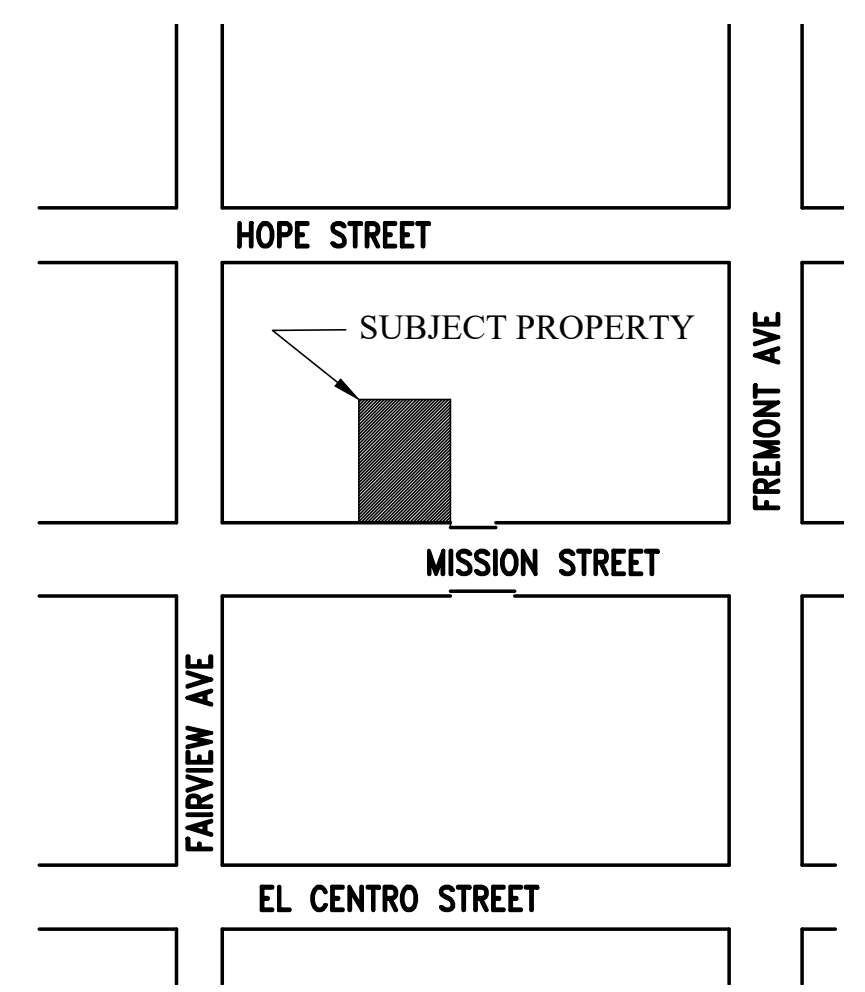 HOPE STREET
SUBJECT PROPERTY
FREMONT AVE
MISSION STREET
FAIRVIEW AVE
EL CENTRO STREET